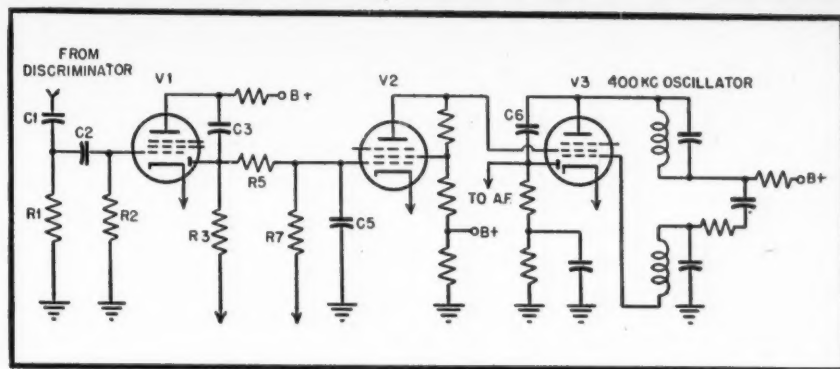 FROM
DISCRIMINATOR
V1
V2
V3
400 KC OSCILLATOR
B+
C1
C2
C3
C6
R5
TO A.F.
B+
R1
R2
R3
R7
C5
B+